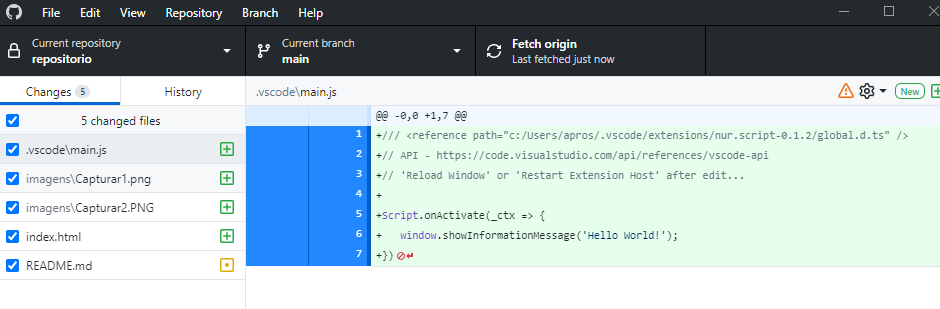 File Edit View Repository Branch Help
Current repository
repositorio
Current branch
main
Fetch origin
Last fetched just now
Changes 5
History
.vscode\main.js
New
5 changed files
.vscode\main.js
imagens\Capturar1.png
imagens\Capturar2.PNG
index.html
README.md
@@ -0,0 +1,7 @@
1 +/// <reference path="c:/Users/apros/.vscode/extensions/nur.script-0.1.2/global.d.ts" />
2 +// API - https://code.visualstudio.com/api/references/vscode-api
3 +// 'Reload Window' or 'Restart Extension Host' after edit...
4 +
5 +Script.onActivate(_ctx => {
6 +   window.showInformationMessage('Hello World!');
7 +})